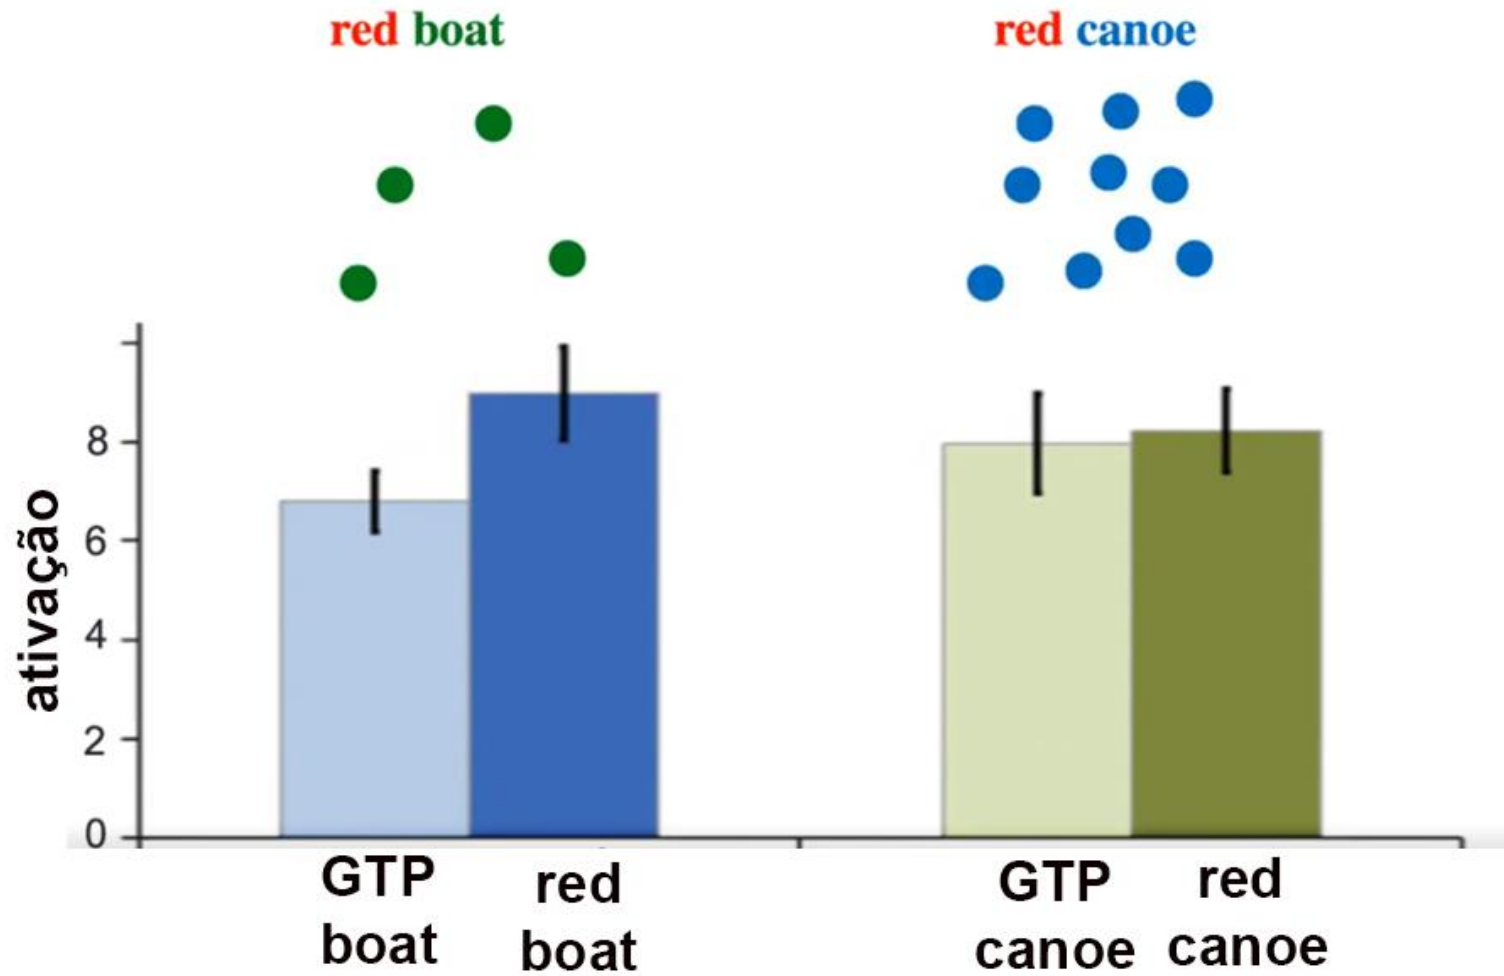 red boat
red canoe
8
6
4
2
0
ativação
GTP
boat
red
boat
GTP
canoe
red
canoe